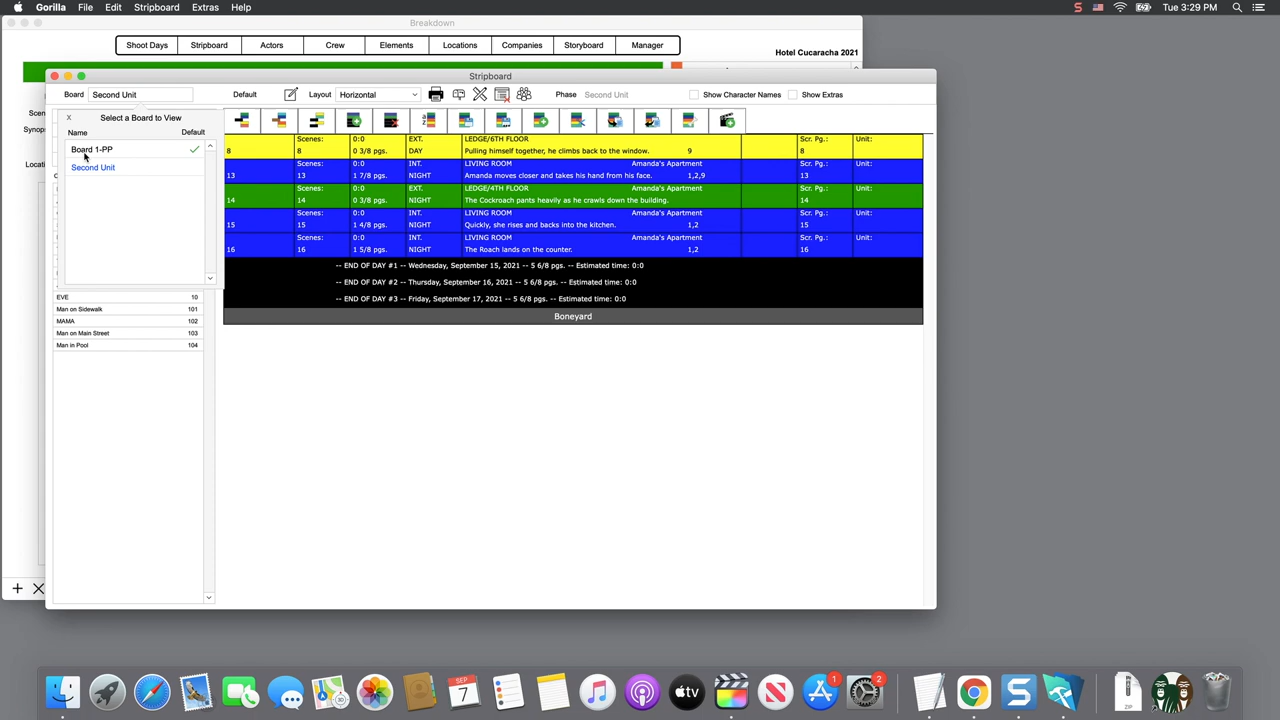 Gorilla File Edit Stripboard Extras Help
Tue 3:29 PM
Breakdown
Shoot Days Stripboard Actors Crew Elements Locations Companies Storyboard Manager
Hotel Cucaracha 2021
Stripboard
Board Second Unit Default Layout Horizontal Phase Second Unit Show Character Names Show Extras
Scen
Synop
Locati
x Select a Board to View
Name Default
Board 1-PP
Second Unit
Scenes: 0:0 EXT. LEDGE/6TH FLOOR Scr. Pg.: Unit:
8 8 0 3/8 pgs. DAY Pulling himself together, he climbs back to the window. 9 8
Scenes: 0:0 INT. LIVING ROOM Amanda's Apartment Scr. Pg.: Unit:
13 13 1 7/8 pgs. NIGHT Amanda moves closer and takes his hand from his face. 1,2,9 13
Scenes: 0:0 EXT. LEDGE/4TH FLOOR Amanda's Apartment Scr. Pg.: Unit:
14 14 0 3/8 pgs. NIGHT The Cockroach pants heavily as he crawls down the building. 14
Scenes: 0:0 INT. LIVING ROOM Amanda's Apartment Scr. Pg.: Unit:
15 15 1 4/8 pgs. NIGHT Quickly, she rises and backs into the kitchen. 1,2 15
Scenes: 0:0 INT. LIVING ROOM Amanda's Apartment Scr. Pg.: Unit:
16 16 1 5/8 pgs. NIGHT The Roach lands on the counter. 1,2 16
-- END OF DAY #1 -- Wednesday, September 15, 2021 -- 5 6/8 pgs. -- Estimated time: 0:0
-- END OF DAY #2 -- Thursday, September 16, 2021 -- 5 6/8 pgs. -- Estimated time: 0:0
-- END OF DAY #3 -- Friday, September 17, 2021 -- 5 6/8 pgs. -- Estimated time: 0:0
Boneyard
EVE 10
Man on Sidewalk 101
MAMA 102
Man on Main Street 103
Man in Pool 104
SEP
7
tv
1
2
ZIP